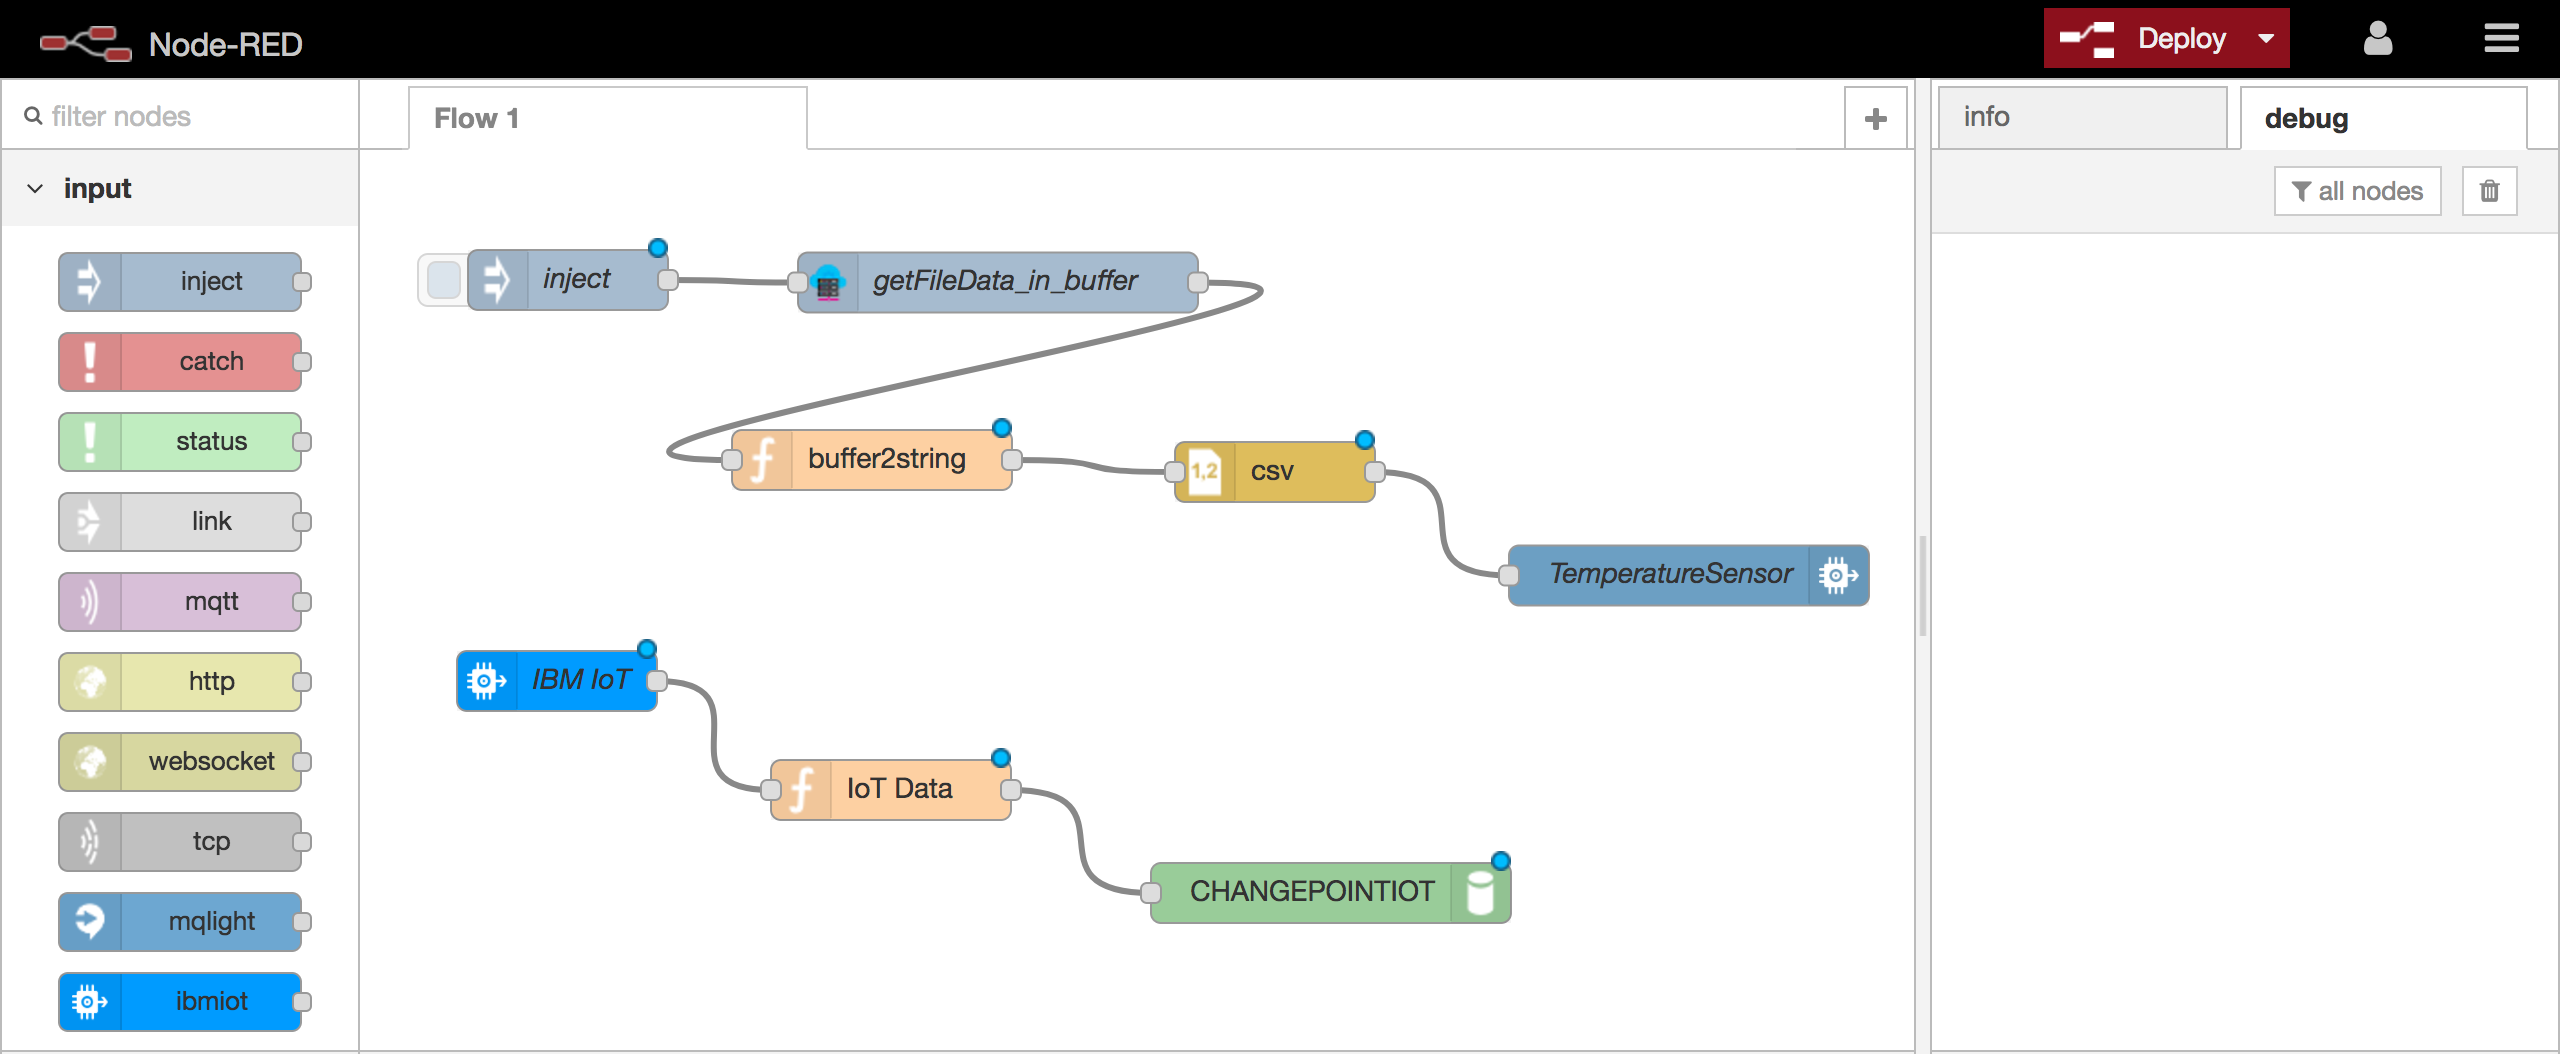 Node-RED
Deploy
filter nodes
Flow 1
info
debug
all nodes
input
inject
catch
status
link
mqtt
http
websocket
tcp
mqlight
ibmiot
inject
getFileData_in_buffer
buffer2string
1,2
csv
TemperatureSensor
IBM IoT
IoT Data
CHANGEPOINTIOT